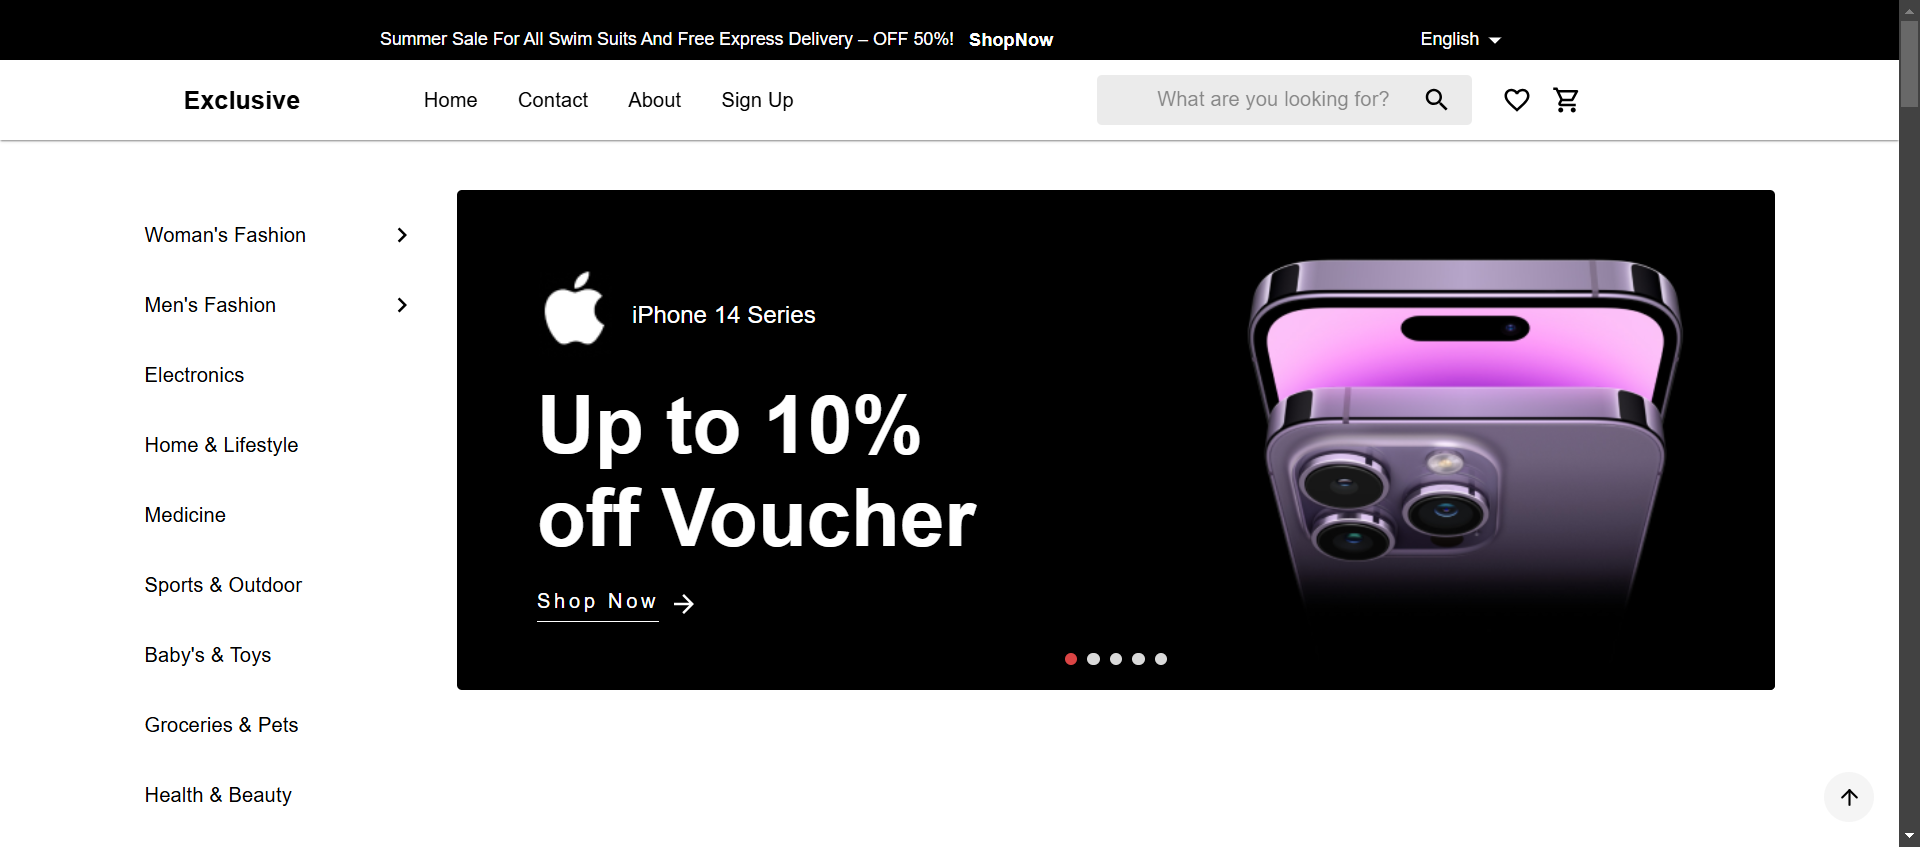 Summer Sale For All Swim Suits And Free Express Delivery – OFF 50%! ShopNow
English
Exclusive
Home
Contact
About
Sign Up
What are you looking for?
Woman's Fashion
Men's Fashion
Electronics
Home & Lifestyle
Medicine
Sports & Outdoor
Baby's & Toys
Groceries & Pets
Health & Beauty
iPhone 14 Series
Up to 10%
off Voucher
Shop Now